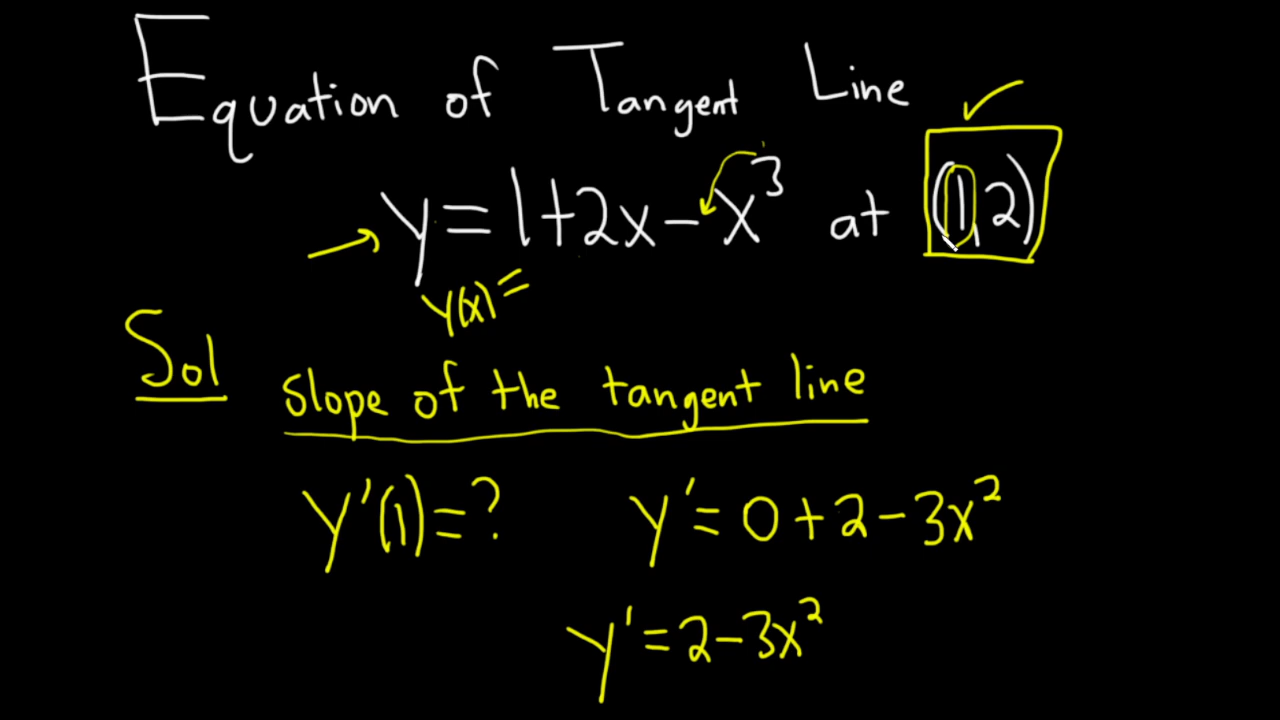 Equation of Tangent Line
y = 1 + 2x - x³ at (1, 2)
y(x) =
Sol slope of the tangent line
y'(1) = ? y' = 0 + 2 - 3x²
y' = 2 - 3x²